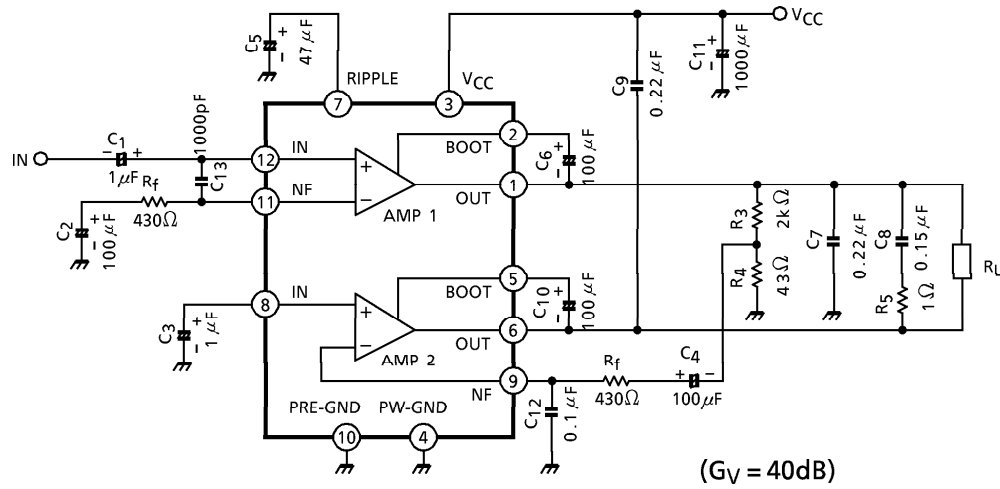 C5
+
-
47μF
RIPPLE
7
VCC
3
VCC
C9
0.22μF
C11
+
-
1000μF
IN
C1
- +
1μF
1000pF
C13
12
IN
11
NF
+
-
AMP 1
2
BOOT
1
OUT
C6
+
-
100μF
Rf
430Ω
C2
+
-
100μF
R3
2kΩ
R4
43Ω
C7
0.22μF
C8
0.15μF
R5
1Ω
RL
8
IN
C3
+
-
1μF
+
-
AMP 2
5
BOOT
6
OUT
9
NF
C10
+
-
100μF
C12
0.1μF
Rf
430Ω
C4
+ -
100μF
PRE-GND
10
PW-GND
4
(GV = 40dB)